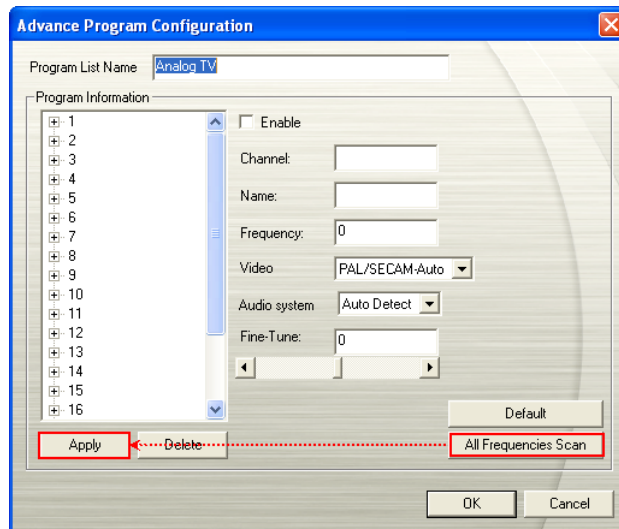 Advance Program Configuration
Program List Name Analog TV
Program Information
1
2
3
4
5
6
7
8
9
10
11
12
13
14
15
16
Enable
Channel:
Name:
Frequency: 0
Video PAL/SECAM-Auto
Audio system Auto Detect
Fine-Tune: 0
Default
Apply Delete All Frequencies Scan
OK Cancel